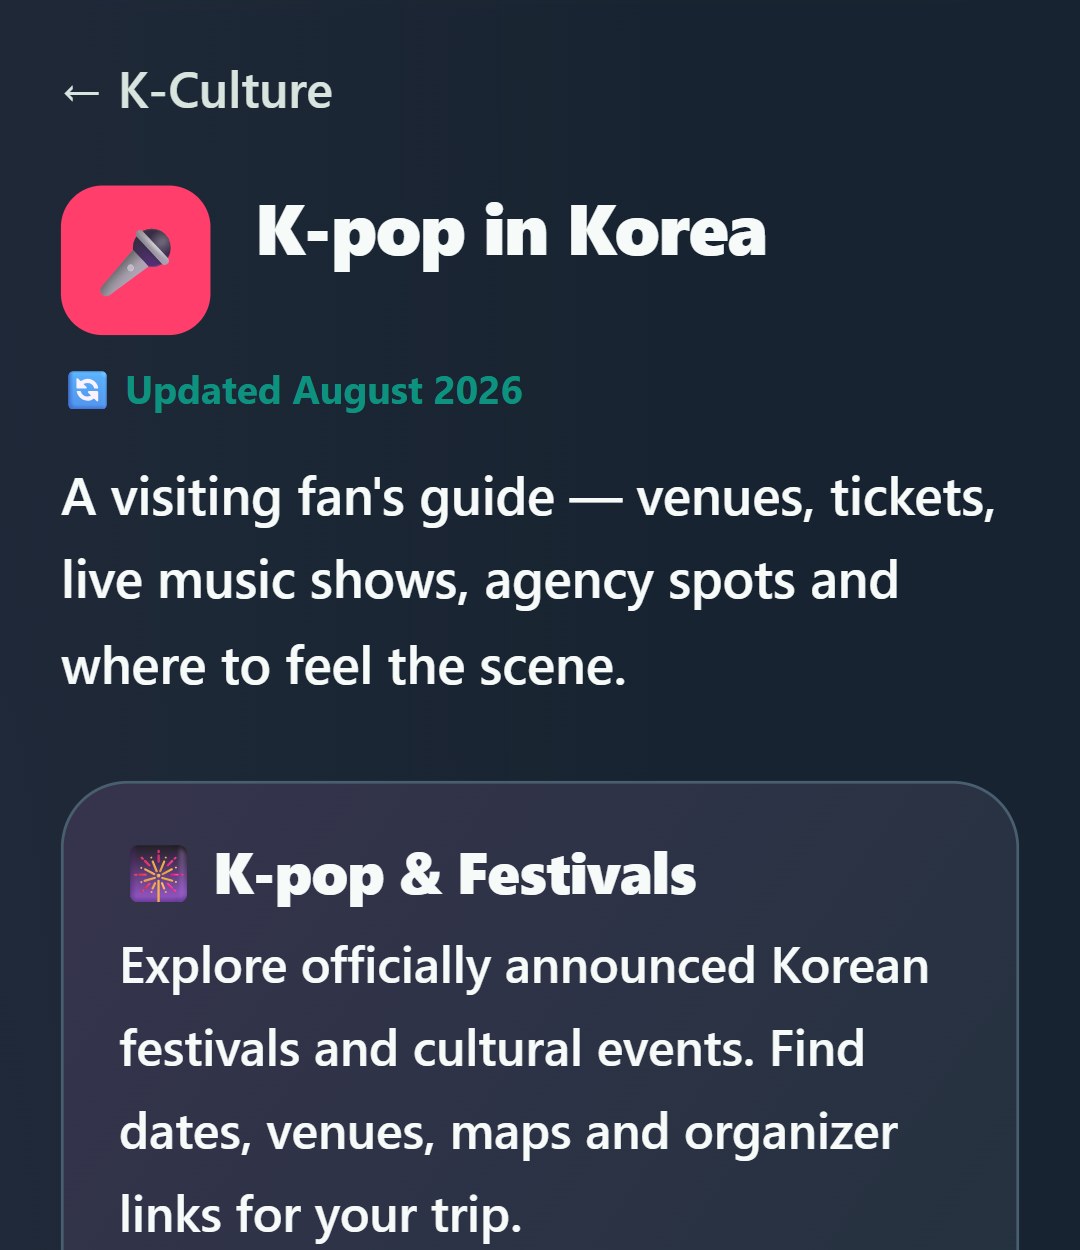 ← K-Culture
K-pop in Korea
Updated August 2026
A visiting fan's guide — venues, tickets,
live music shows, agency spots and
where to feel the scene.
K-pop & Festivals
Explore officially announced Korean
festivals and cultural events. Find
dates, venues, maps and organizer
links for your trip.